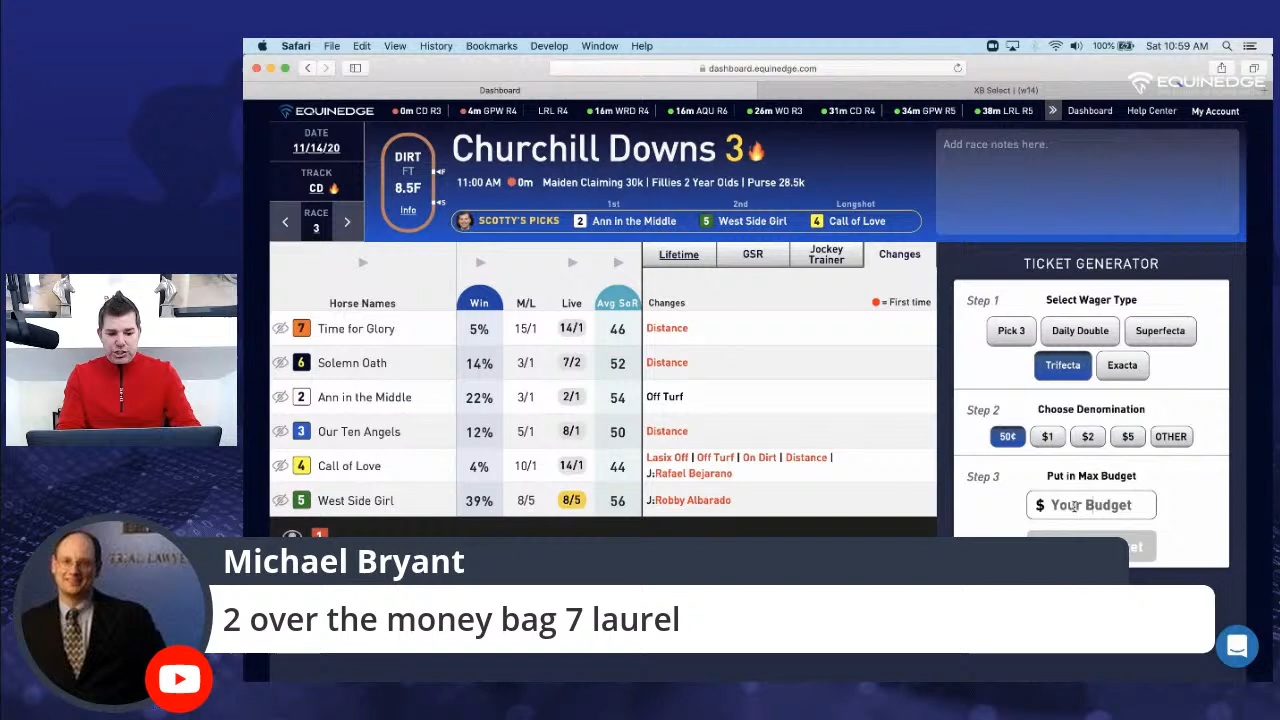 Safari File Edit View History Bookmarks Develop Window Help 100% Sat 10:59 AM
dashboard.equinedge.com
EQUINEDGE
Dashboard XB Select | (w14)
EQUINEDGE 0m CD R3 4m GPW R4 LRL R4 16m WRD R4 16m AQU R6 26m WO R3 31m CD R4 34m GPW R5 38m LRL R5 Dashboard Help Center My Account
DATE
11/14/20
TRACK
CD
RACE
3
DIRT
FT
8.5F
Info
F
S
Churchill Downs 3
11:00 AM 0m Maiden Claiming 30k | Fillies 2 Year Olds | Purse 28.5k
1st 2nd Longshot
SCOTTY'S PICKS 2 Ann in the Middle 5 West Side Girl 4 Call of Love
Add race notes here.
Lifetime GSR Jockey Trainer Changes
Horse Names Win M/L Live Avg SoR Changes = First time
7 Time for Glory 5% 15/1 14/1 46 Distance
6 Solemn Oath 14% 3/1 7/2 52 Distance
2 Ann in the Middle 22% 3/1 2/1 54 Off Turf
3 Our Ten Angels 12% 5/1 8/1 50 Distance
4 Call of Love 4% 10/1 14/1 44 Lasix Off | Off Turf | On Dirt | Distance |
J:Rafael Bejarano
5 West Side Girl 39% 8/5 8/5 56 J:Robby Albarado
1
TICKET GENERATOR
Step 1 Select Wager Type
Pick 3 Daily Double Superfecta
Trifecta Exacta
Step 2 Choose Denomination
50¢ $1 $2 $5 OTHER
Step 3 Put in Max Budget
$ Your Budget
TRIAL LAWYE
Michael Bryant
2 over the money bag 7 laurel